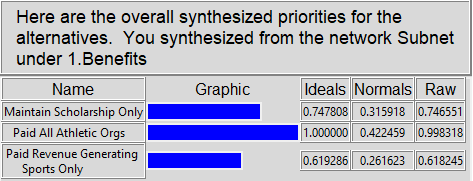 Here are the overall synthesized priorities for the
alternatives. You synthesized from the network Subnet
under 1.Benefits
Name Graphic Ideals Normals Raw
Maintain Scholarship Only 0.747808 0.315918 0.746551
Paid All Athletic Orgs 1.000000 0.422459 0.998318
Paid Revenue Generating
Sports Only 0.619286 0.261623 0.618245